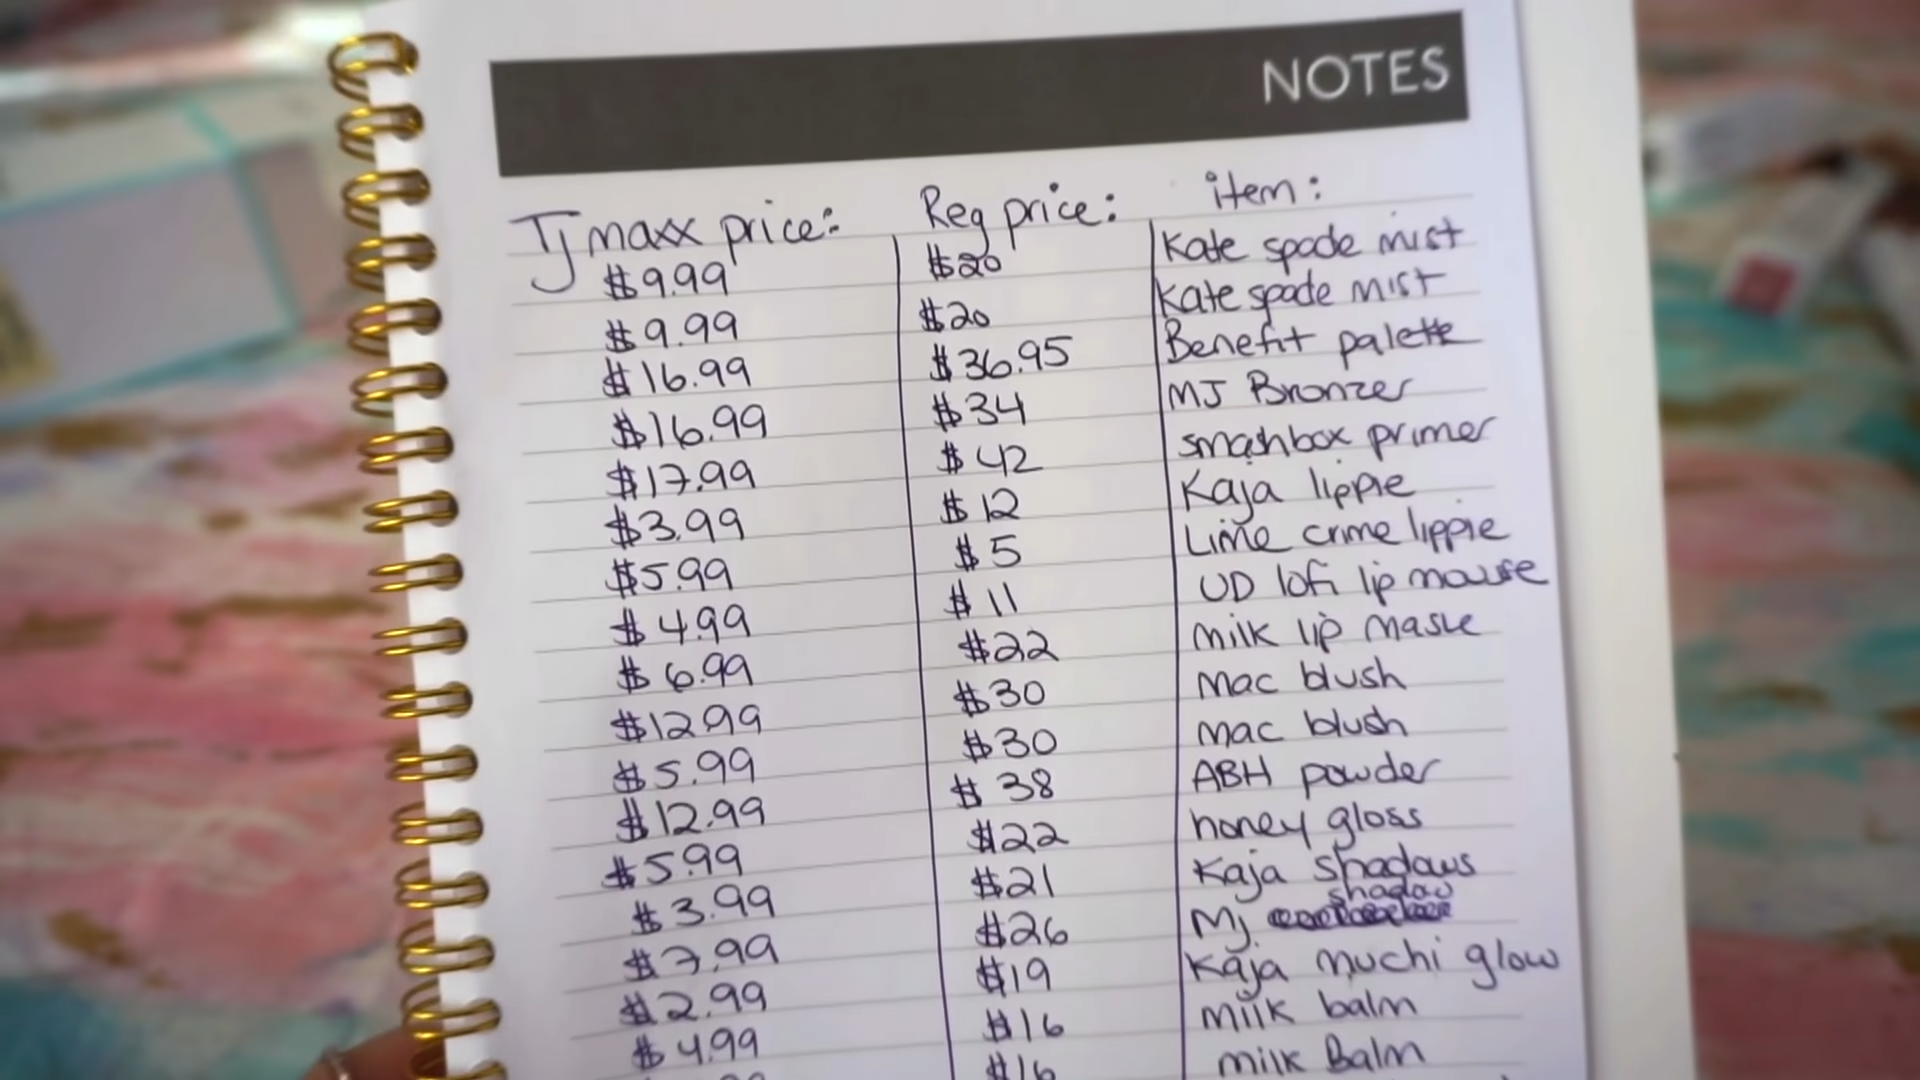 NOTES
Tj maxx price: Reg price: item:
$9.99 $20 Kate spade mist
$9.99 $20 Kate spade mist
$16.99 $36.95 Benefit palette
$16.99 $34 MJ Bronzer
$17.99 $42 smashbox primer
$3.99 $12 Kaja lippie
$5.99 $5 Lime crime lippie
$4.99 $11 UD lofi lip mousse
$6.99 $22 milk lip mask
$12.99 $30 mac blush
$5.99 $30 mac blush
$12.99 $38 ABH powder
$5.99 $22 honey gloss
$3.99 $21 Kaja shadows
$7.99 $26 Mj. shadow
$2.99 $19 Kaja muchi glow
$4.99 $16 milk balm
$16 milk Balm